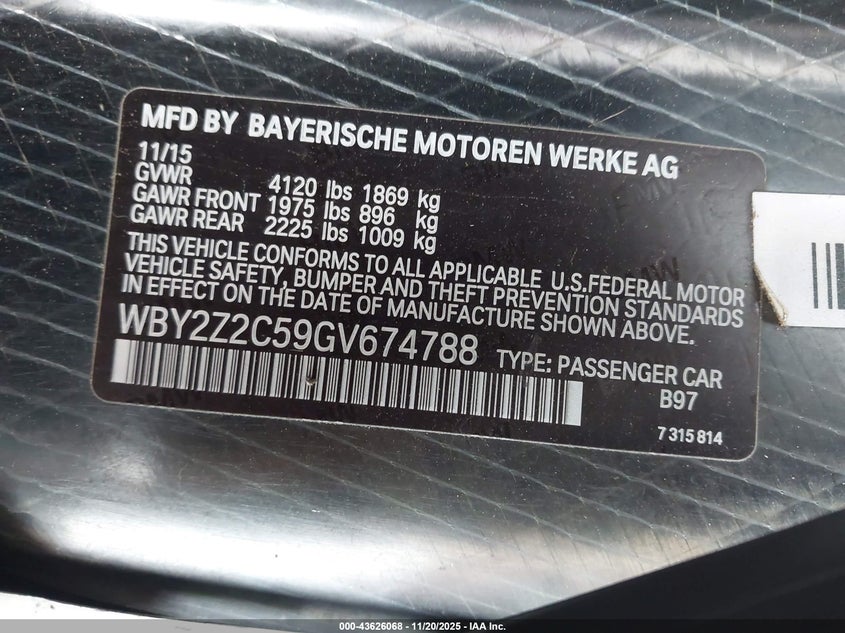 MFD BY BAYERISCHE MOTOREN WERKE AG
11/15
GVWR 4120 lbs 1869 kg
GAWR FRONT 1975 lbs 896 kg
GAWR REAR 2225 lbs 1009 kg
THIS VEHICLE CONFORMS TO ALL APPLICABLE U.S.FEDERAL MOTOR
VEHICLE SAFETY, BUMPER AND THEFT PREVENTION STANDARDS
IN EFFECT ON THE DATE OF MANUFACTURE SHOWN ABOVE.
WBY2Z2C59GV674788 TYPE: PASSENGER CAR
B97
7 315 814
000-43626068 - 11/20/2025 - IAA Inc.